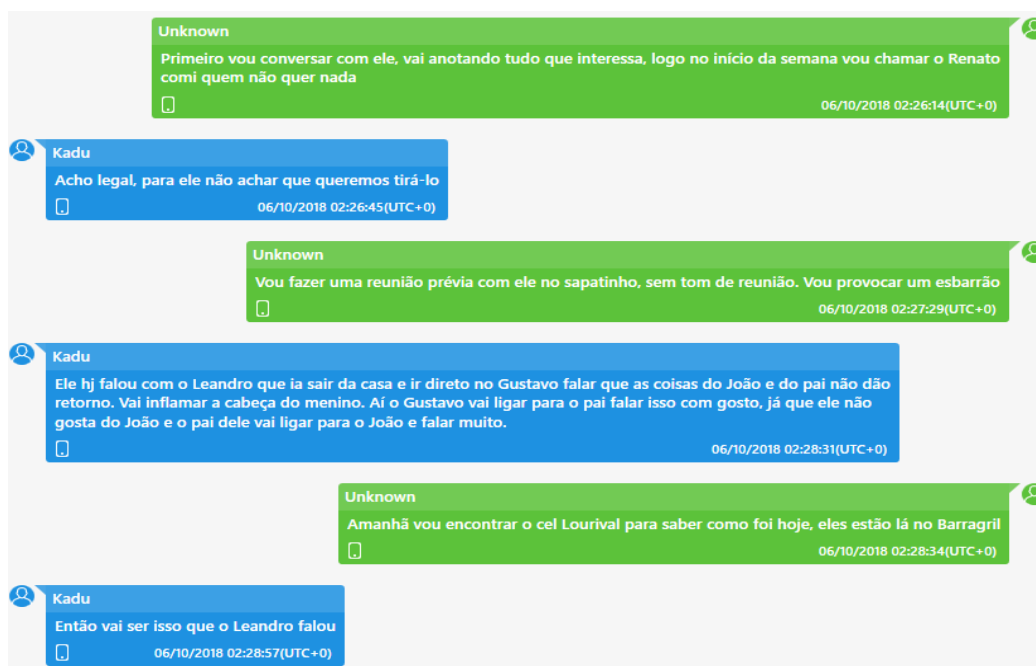 Unknown
Primeiro vou conversar com ele, vai anotando tudo que interessa, logo no início da semana vou chamar o Renato
comi quem não quer nada
06/10/2018 02:26:14(UTC+0)
Kadu
Acho legal, para ele não achar que queremos tirá-lo
06/10/2018 02:26:45(UTC+0)
Unknown
Vou fazer uma reunião prévia com ele no sapatinho, sem tom de reunião. Vou provocar um esbarrão
06/10/2018 02:27:29(UTC+0)
Kadu
Ele hj falou com o Leandro que ia sair da casa e ir direto no Gustavo falar que as coisas do João e do pai não dão
retorno. Vai inflamar a cabeça do menino. Aí o Gustavo vai ligar para o pai falar isso com gosto, já que ele não
gosta do João e o pai dele vai ligar para o João e falar muito.
06/10/2018 02:28:31(UTC+0)
Unknown
Amanhã vou encontrar o cel Lourival para saber como foi hoje, eles estão lá no Barragril
06/10/2018 02:28:34(UTC+0)
Kadu
Então vai ser isso que o Leandro falou
06/10/2018 02:28:57(UTC+0)